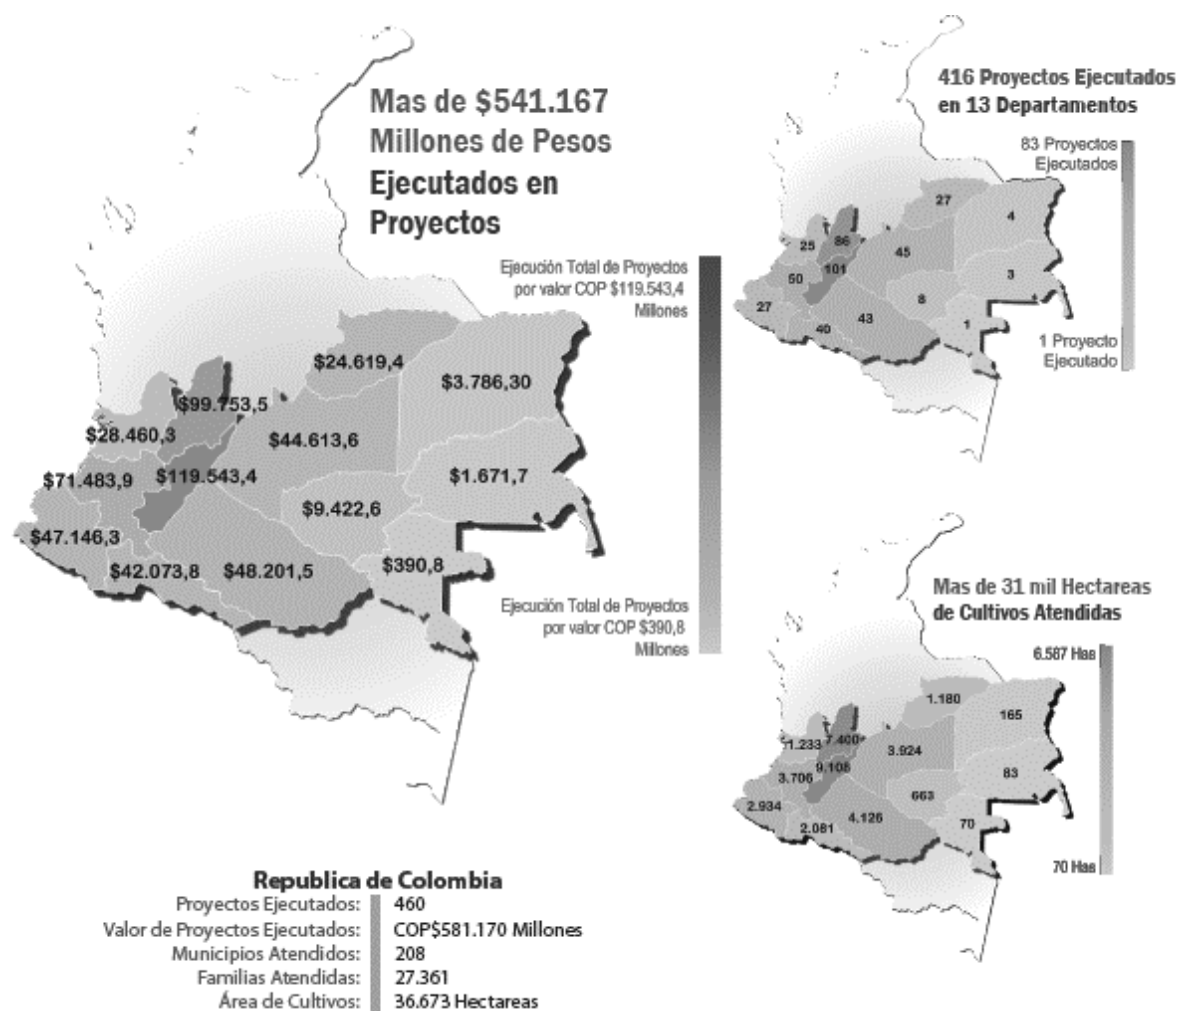 Mas de $541.167
Millones de Pesos
Ejecutados en
Proyectos
Ejecución Total de Proyectos
por valor COP $119.543,4
Millones
$24.619,4
$3.786,30
$99.753,5
$28.460,3
$44.613,6
$71.483,9
$119.543,4
$1.671,7
$9.422,6
$47.146,3
$42.073,8
$48.201,5
$390,8
Ejecución Total de Proyectos
por valor COP $390,8
Millones
416 Proyectos Ejecutados
en 13 Departamentos
83 Proyectos
Ejecutados
27
4
25
86
45
101
50
3
8
27
40
43
1
1 Proyecto
Ejecutado
Mas de 31 mil Hectareas
de Cultivos Atendidas
6.587 Has
1.180
165
1.233
7.400
3.924
9.108
3.706
83
663
2.934
2.081
4.126
70
70 Has
Republica de Colombia
Proyectos Ejecutados: 460
Valor de Proyectos Ejecutados: COP$581.170 Millones
Municipios Atendidos: 208
Familias Atendidas: 27.361
Área de Cultivos: 36.673 Hectareas